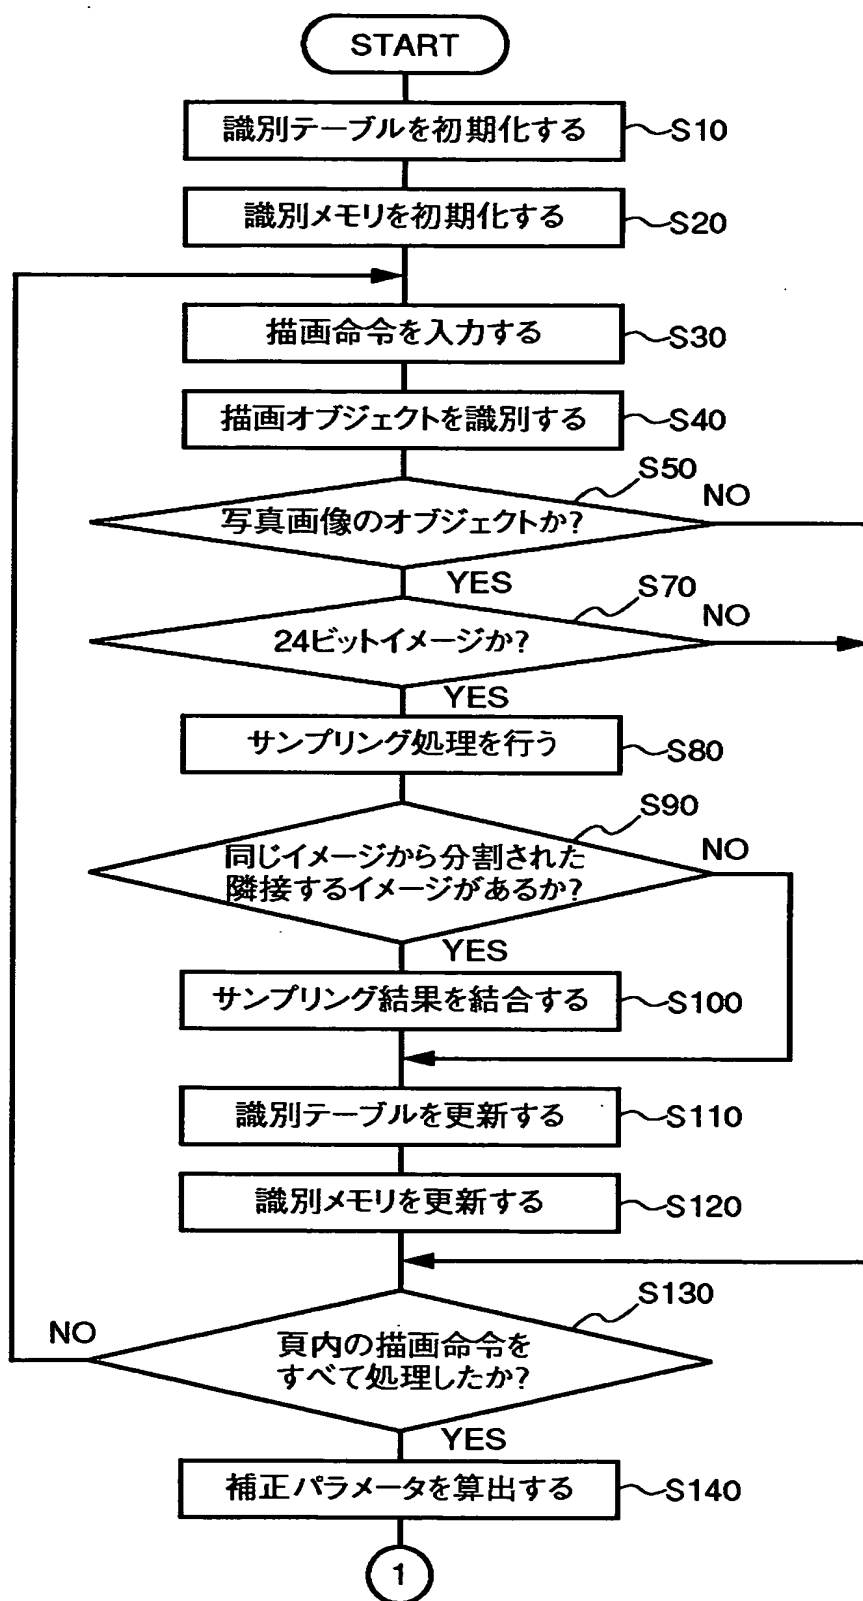 START
識別テーブルを初期化する
S10
識別メモリを初期化する
S20
描画命令を入力する
S30
描画オブジェクトを識別する
S40
S50
写真画像のオブジェクトか?
NO
YES
S70
24ビットイメージか?
NO
YES
サンプリング処理を行う
S80
S90
同じイメージから分割された
隣接するイメージがあるか?
NO
YES
サンプリング結果を結合する
S100
識別テーブルを更新する
S110
識別メモリを更新する
S120
S130
頁内の描画命令を
すべて処理したか?
NO
YES
補正パラメータを算出する
S140
1